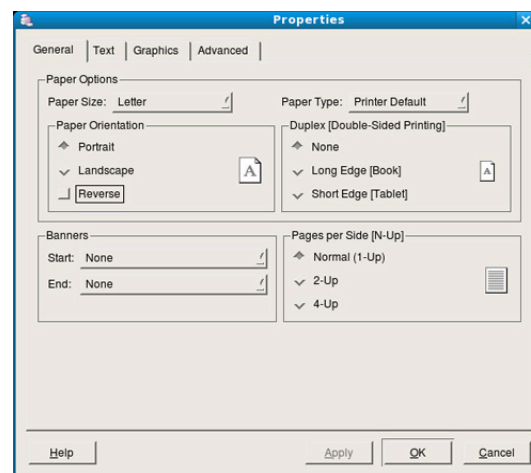 Properties
General Text Graphics Advanced
Paper Options
Paper Size: Letter Paper Type: Printer Default
Paper Orientation Duplex [Double-Sided Printing]
Portrait None
Landscape Long Edge [Book]
Reverse Short Edge [Tablet]
A A
Banners Pages per Side [N-Up]
Start: None Normal (1-Up)
End: None 2-Up
4-Up
Help Apply OK Cancel